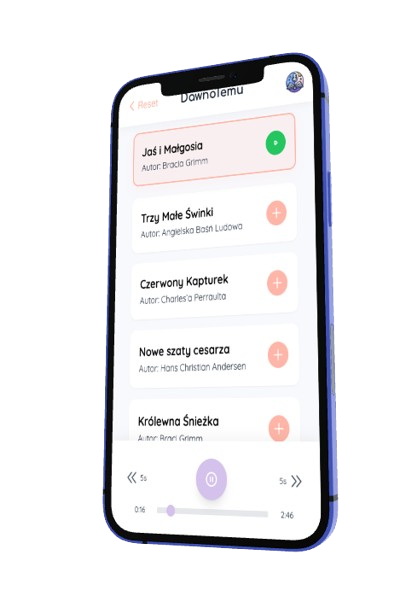 Reset
DawnoTemu
Jaś i Małgosia
Autor: Bracia Grimm
Trzy Małe Świnki
Autor: Angielska Baśń Ludowa
Czerwony Kapturek
Autor: Charles'a Perraulta
Nowe szaty cesarza
Autor: Hans Christian Andersen
Królewna Śnieżka
Autor: Braci Grimm
5s
5s
0:16
2:46